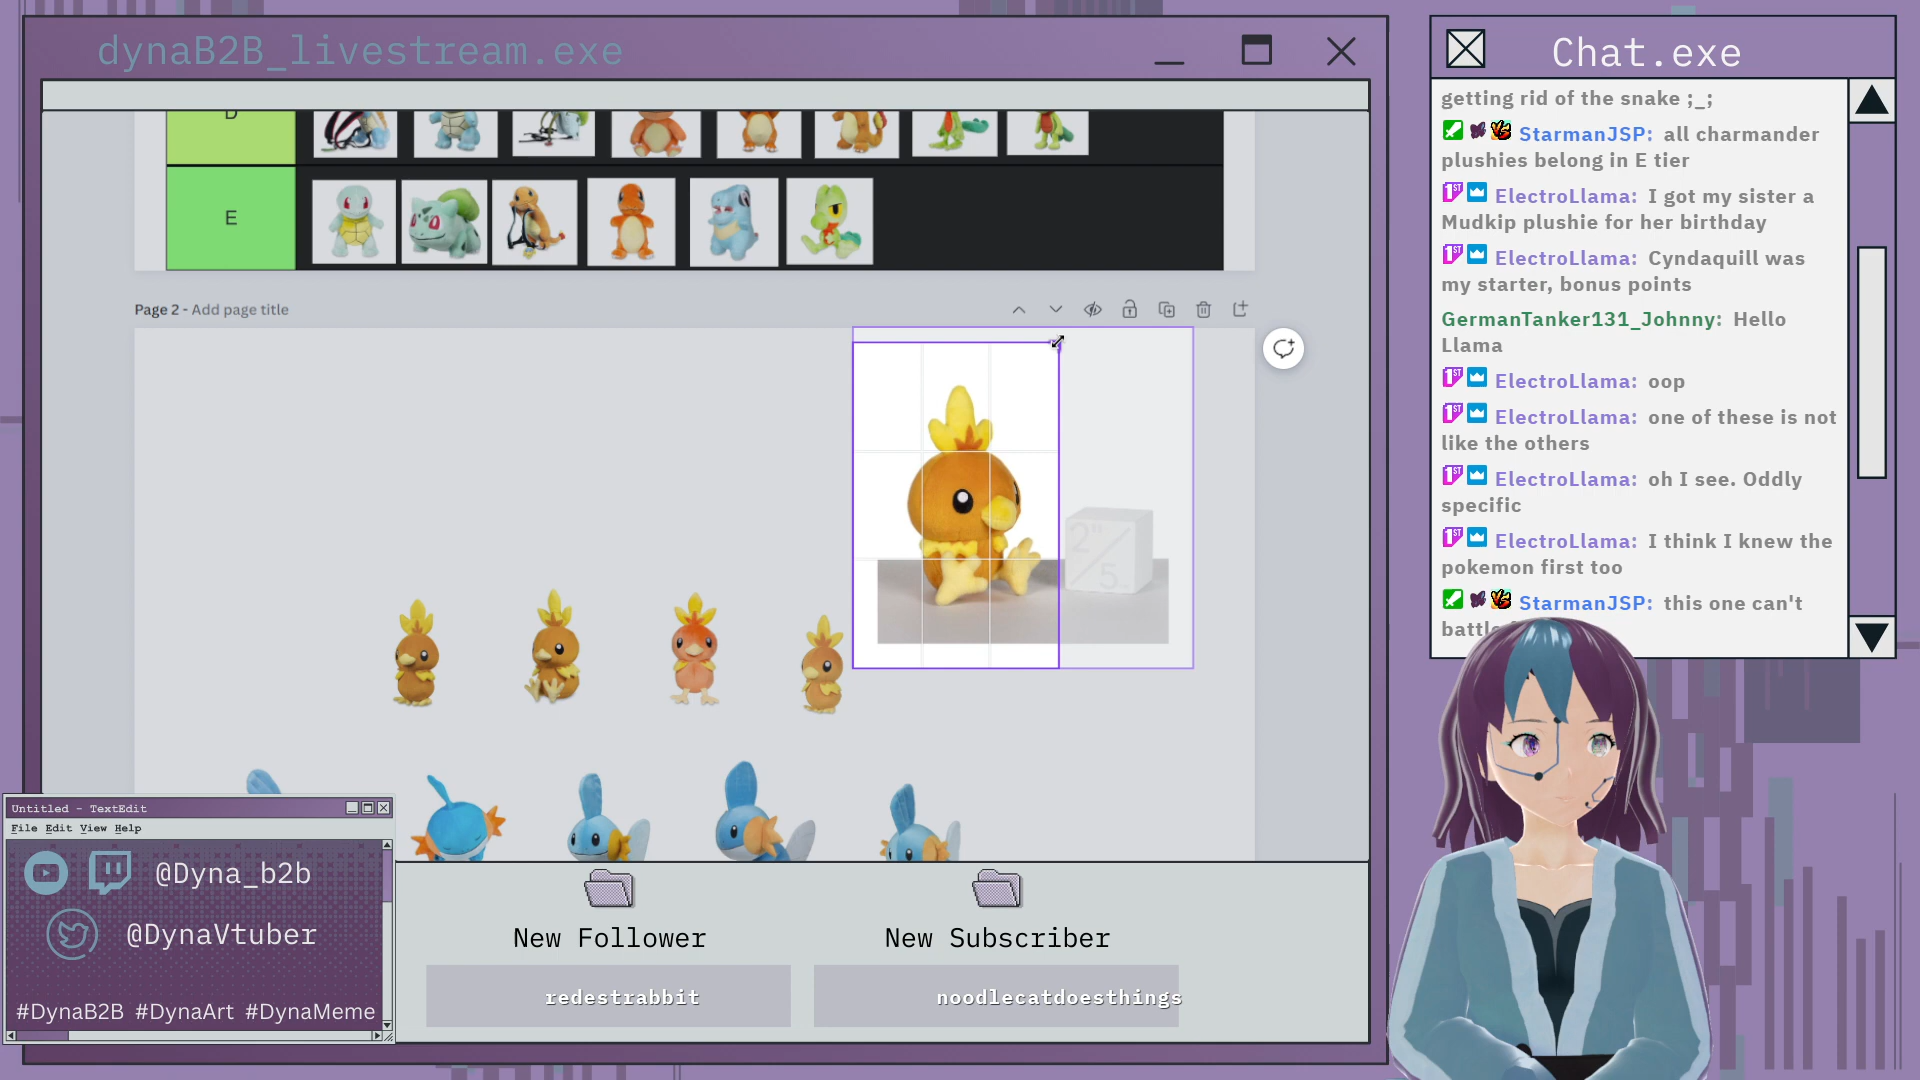 dynaB2B_livestream.exe
D
E
Page 2 - Add page title
2"
5
Chat.exe
getting rid of the snake ;_;
StarmanJSP: all charmander
plushies belong in E tier
ElectroLlama: I got my sister a
Mudkip plushie for her birthday
ElectroLlama: Cyndaquill was
my starter, bonus points
GermanTanker131_Johnny: Hello
Llama
ElectroLlama: oop
ElectroLlama: one of these is not
like the others
ElectroLlama: oh I see. Oddly
specific
ElectroLlama: I think I knew the
pokemon first too
StarmanJSP: this one can't
Untitled - TextEdit
File Edit View Help
@Dyna_b2b
@DynaVtuber
#DynaB2B #DynaArt #DynaMeme
New Follower
redestrabbit
New Subscriber
noodlecatdoesthings